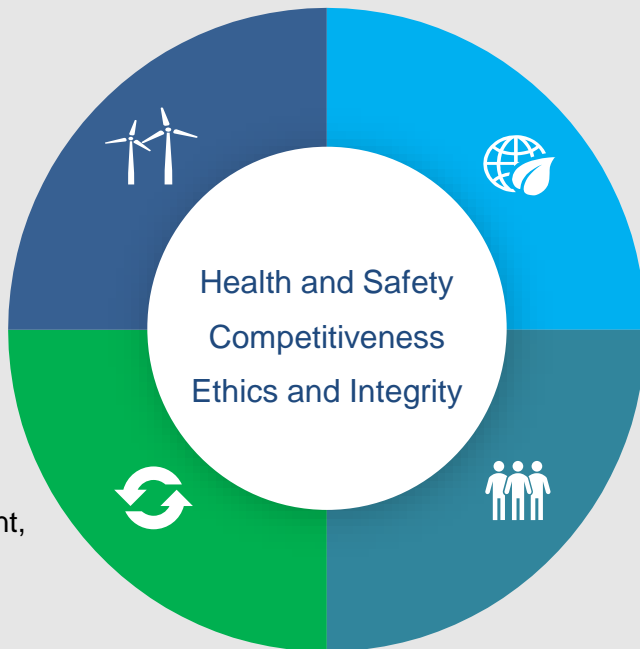 Health and Safety
Competitiveness
Ethics and Integrity
nt,